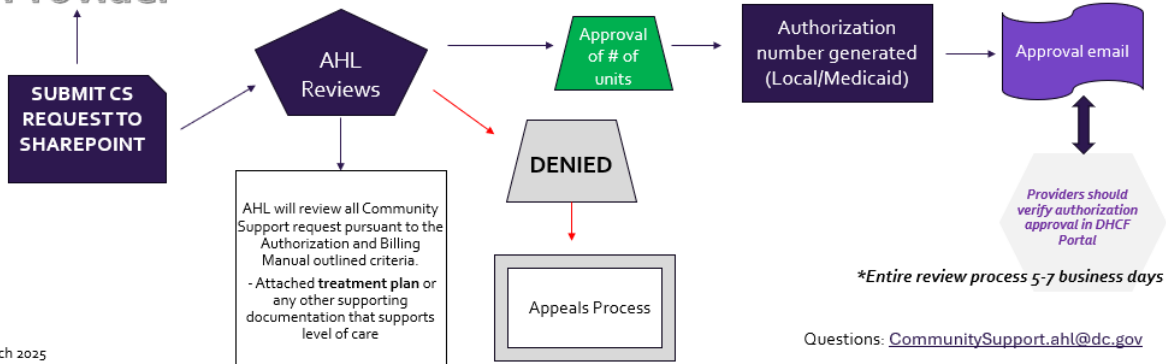 Provider
SUBMIT CS
REQUEST TO
SHAREPOINT
AHL
Reviews
Approval
of # of
units
Authorization
number generated
(Local/Medicaid)
Approval email
DENIED
AHL will review all Community
Support request pursuant to the
Authorization and Billing
Manual outlined criteria.
- Attached treatment plan or
any other supporting
documentation that supports
level of care
Appeals Process
Providers should
verify authorization
approval in DHCF
Portal
*Entire review process 5-7 business days
Questions: CommunitySupport.ahl@dc.gov
ch 2025